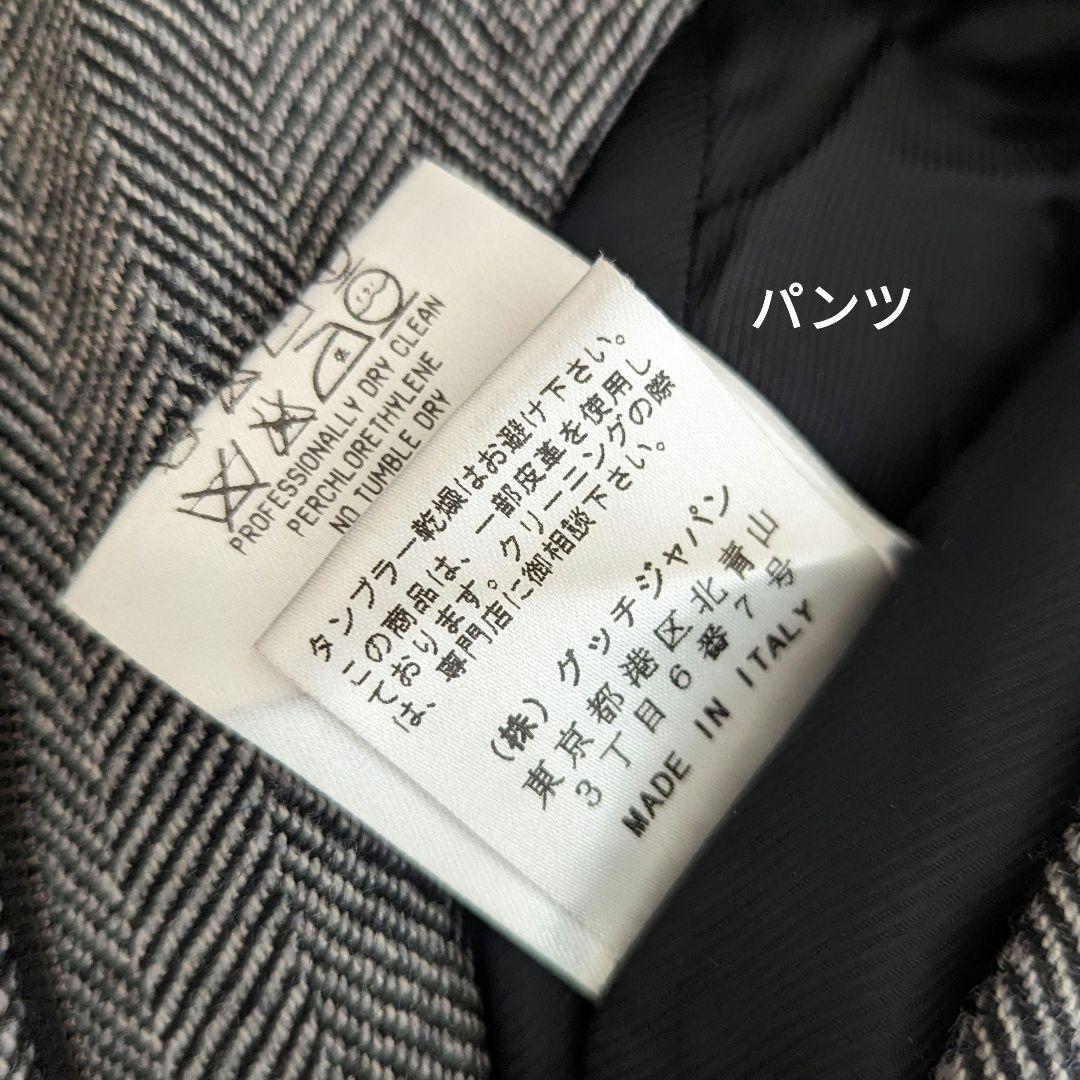 パンツ
PROFESSIONALLY DRY CLEAN
PERCHLORETHYLENE
NO TUMBLE DRY
タンブラー乾燥はお避け下さい。
この商品は、一部皮革を使用し
ております。クリーニングの際
は、専門店に御相談下さい。
(株) グッチジャパン
東京都港区北青山
3丁目6番7号
MADE IN ITALY